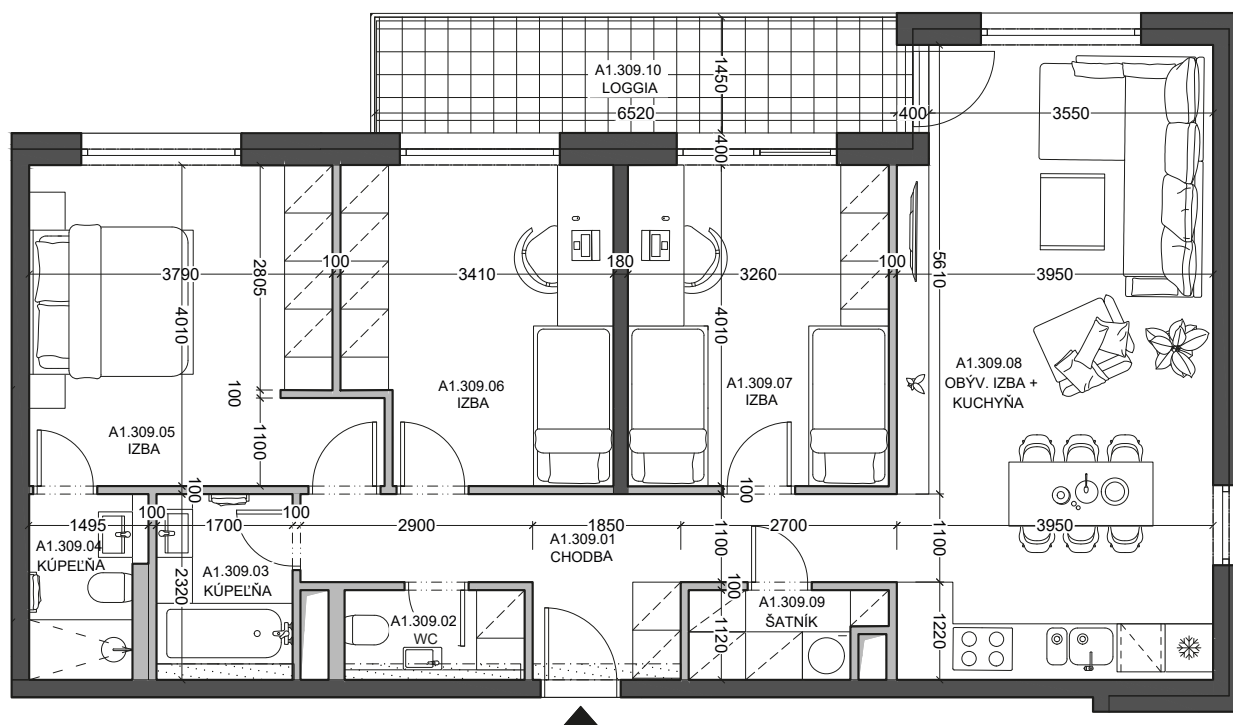 A1.309.10
LOGGIA
1450
6520
400
3550
400
3790
100
2805
4010
3410
180
3260
4010
100
5610
3950
A1.309.08
OBÝV. IZBA +
KUCHYŇA
A1.309.06
IZBA
A1.309.07
IZBA
A1.309.05
IZBA
100
1100
100
100
1495
100
1700
100
2900
1850
2700
1100
1100
3950
A1.309.04
KÚPEĽŇA
A1.309.03
KÚPEĽŇA
2320
A1.309.01
CHODBA
A1.309.02
WC
100
1120
A1.309.09
ŠATNÍK
1220